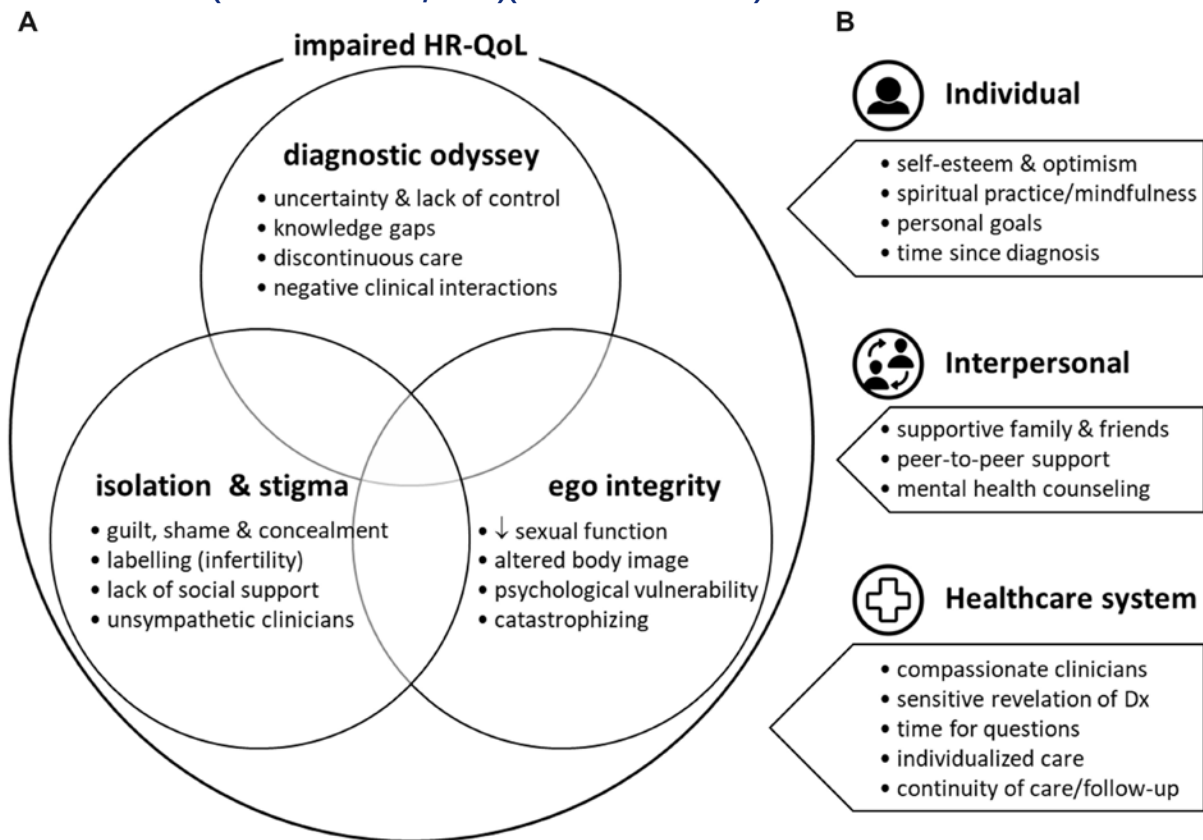 A
impaired HR-QoL
diagnostic odyssey
• uncertainty & lack of control
• knowledge gaps
• discontinuous care
• negative clinical interactions
isolation & stigma
• guilt, shame & concealment
• labelling (infertility)
• lack of social support
• unsympathetic clinicians
ego integrity
• ↓ sexual function
• altered body image
• psychological vulnerability
• catastrophizing
B
Individual
• self-esteem & optimism
• spiritual practice/mindfulness
• personal goals
• time since diagnosis
Interpersonal
• supportive family & friends
• peer-to-peer support
• mental health counseling
Healthcare system
• compassionate clinicians
• sensitive revelation of Dx
• time for questions
• individualized care
• continuity of care/follow-up